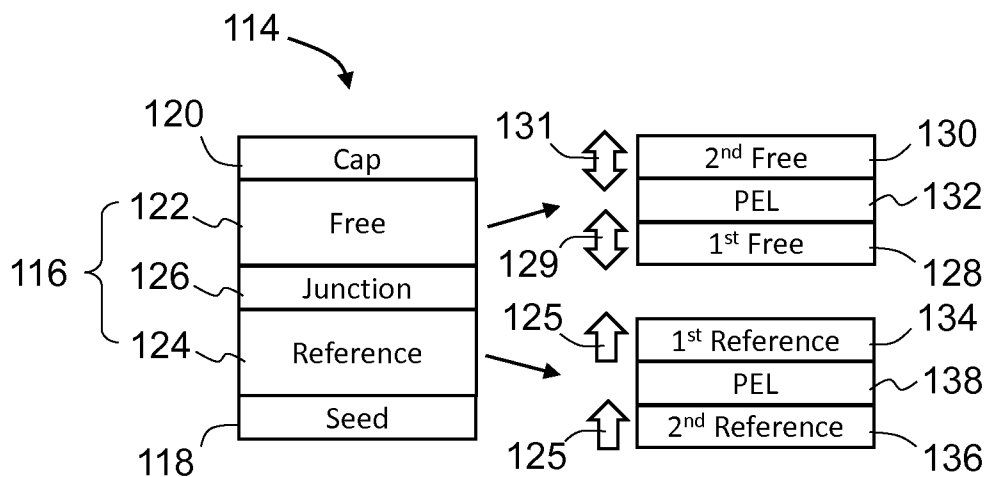 114
120
Cap
131
2nd Free
130
122
Free
PEL
132
116
126
Junction
129
1st Free
128
124
Reference
125
1st Reference
134
PEL
138
118
Seed
125
2nd Reference
136